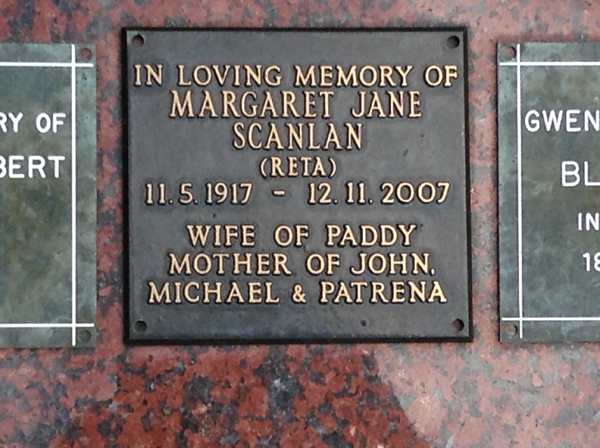 IN LOVING MEMORY OF
MARGARET JANE
SCANLAN
(RETA)
11.5.1917 - 12.11.2007
WIFE OF PADDY
MOTHER OF JOHN,
MICHAEL & PATRENA
RY OF
BERT
GWEN
BL
IN
18